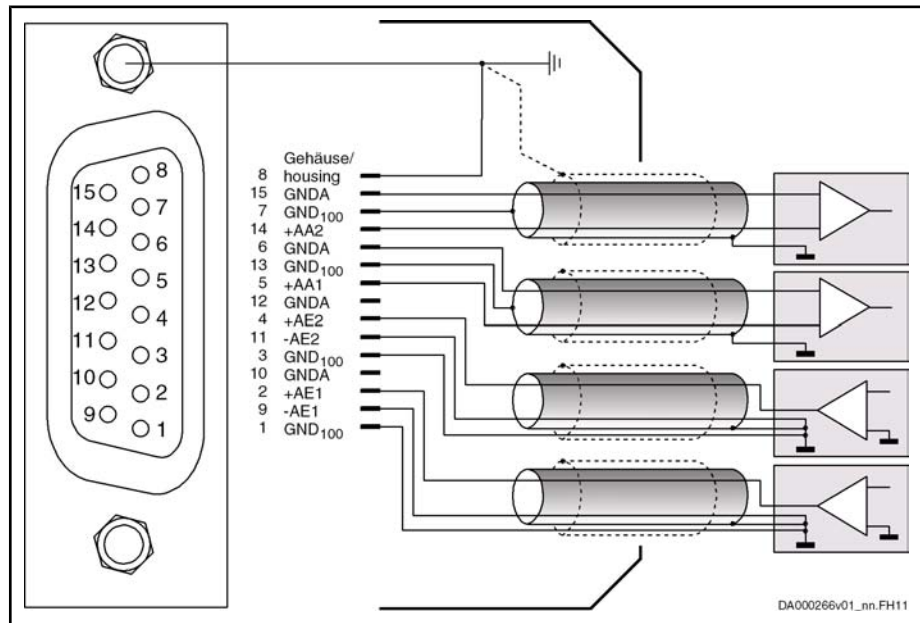 8
15
7
14
6
13
5
12
4
11
3
10
2
9
1
Gehäuse/
8 housing
15 GNDA
7 GND100
14 +AA2
6 GNDA
13 GND100
5 +AA1
12 GNDA
4 +AE2
11 -AE2
3 GND100
10 GNDA
2 +AE1
9 -AE1
1 GND100
DA000266v01_nn.FH11